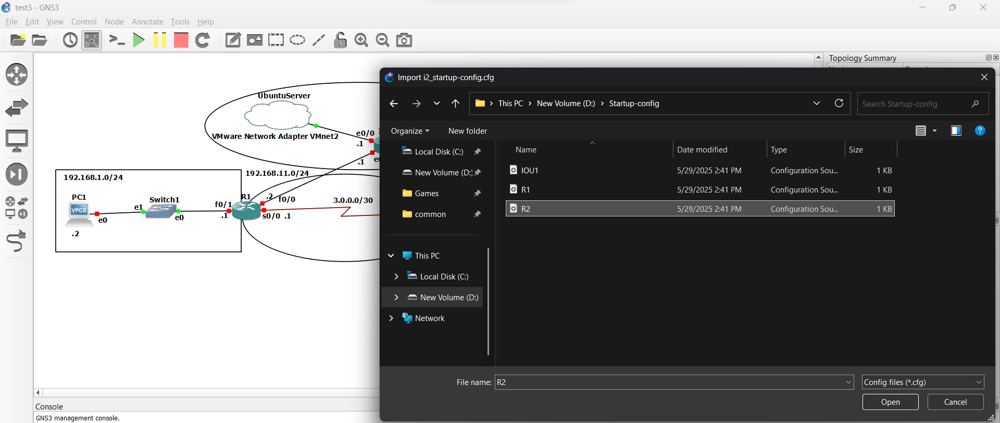 test3 - GNS3
File Edit View Control Node Annotate Tools Help
Topology Summary
UbuntuServer
VMware Network Adapter VMnet2
e0/0
.1
.1
192.168.11.0/24
192.168.1.0/24
PC1
VPCS
e0
.2
Switch1
e1
e0
f0/1
.1
R1
.2
f0/0
s0/0 .1
3.0.0.0/30
Import i2_startup-config.cfg
This PC > New Volume (D:) > Startup-config
Search Startup-config
Organize
New folder
Local Disk (C:)
New Volume (D:)
Games
common
This PC
Local Disk (C:)
New Volume (D:)
Network
Name Date modified Type Size
IOU1 5/29/2025 2:41 PM Configuration Sou... 1 KB
R1 5/29/2025 2:41 PM Configuration Sou... 1 KB
R2 5/29/2025 2:41 PM Configuration Sou... 1 KB
File name: R2
Config files (*.cfg)
Open
Cancel
Console
GNS3 management console.